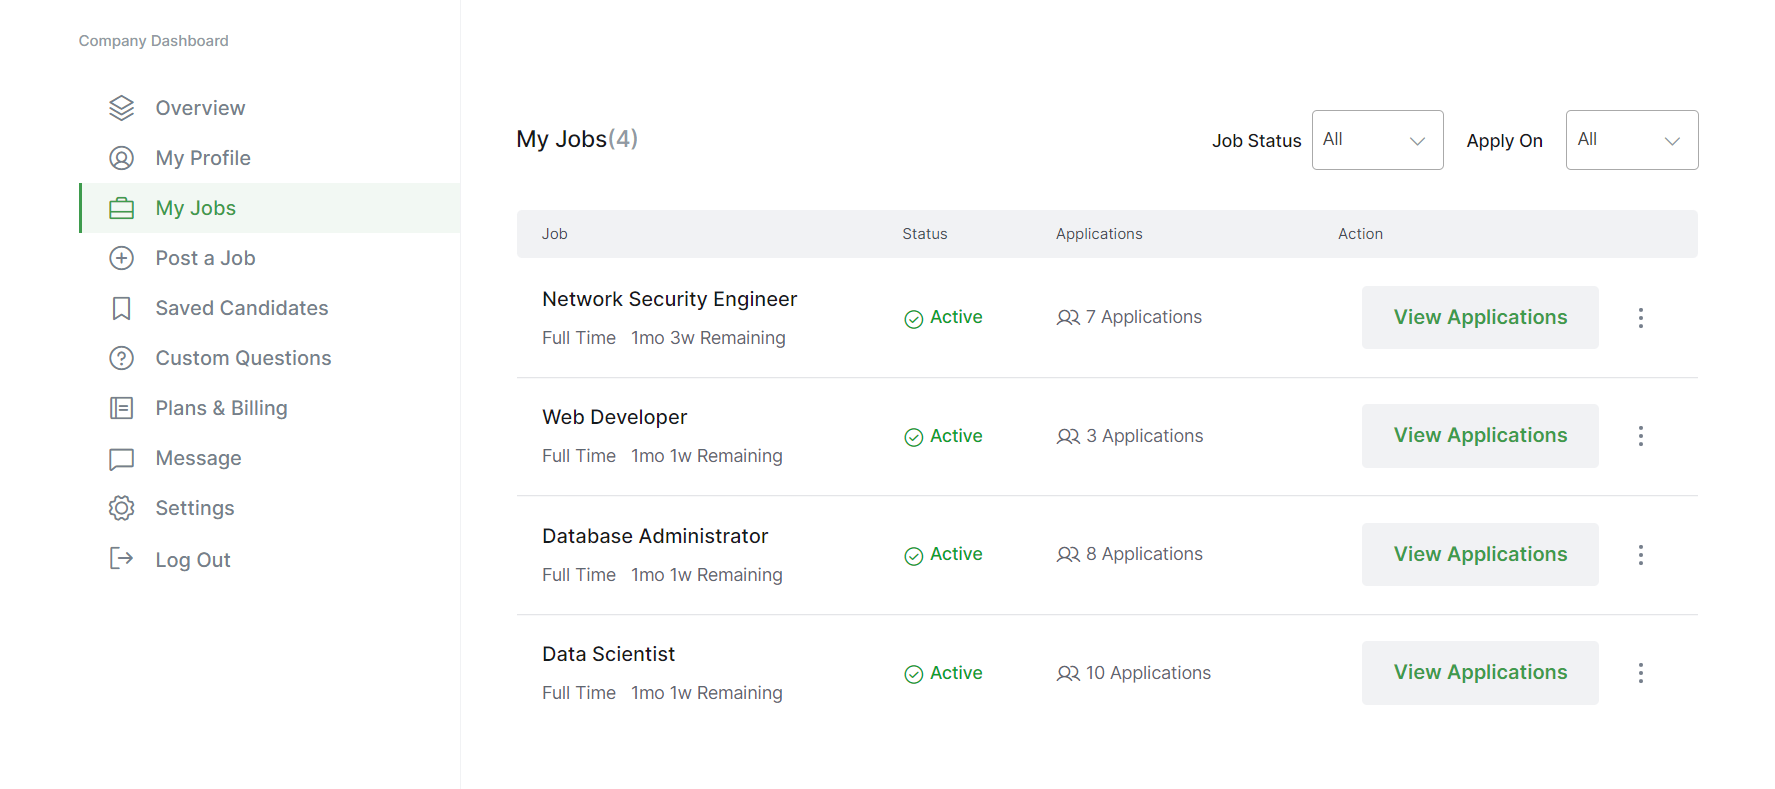 Company Dashboard
Overview
My Profile
My Jobs
Post a Job
Saved Candidates
Custom Questions
Plans & Billing
Message
Settings
Log Out
My Jobs(4)
Job Status All Apply On All
Job Status Applications Action
Network Security Engineer
Full Time 1mo 3w Remaining
Active 7 Applications View Applications
Web Developer
Full Time 1mo 1w Remaining
Active 3 Applications View Applications
Database Administrator
Full Time 1mo 1w Remaining
Active 8 Applications View Applications
Data Scientist
Full Time 1mo 1w Remaining
Active 10 Applications View Applications